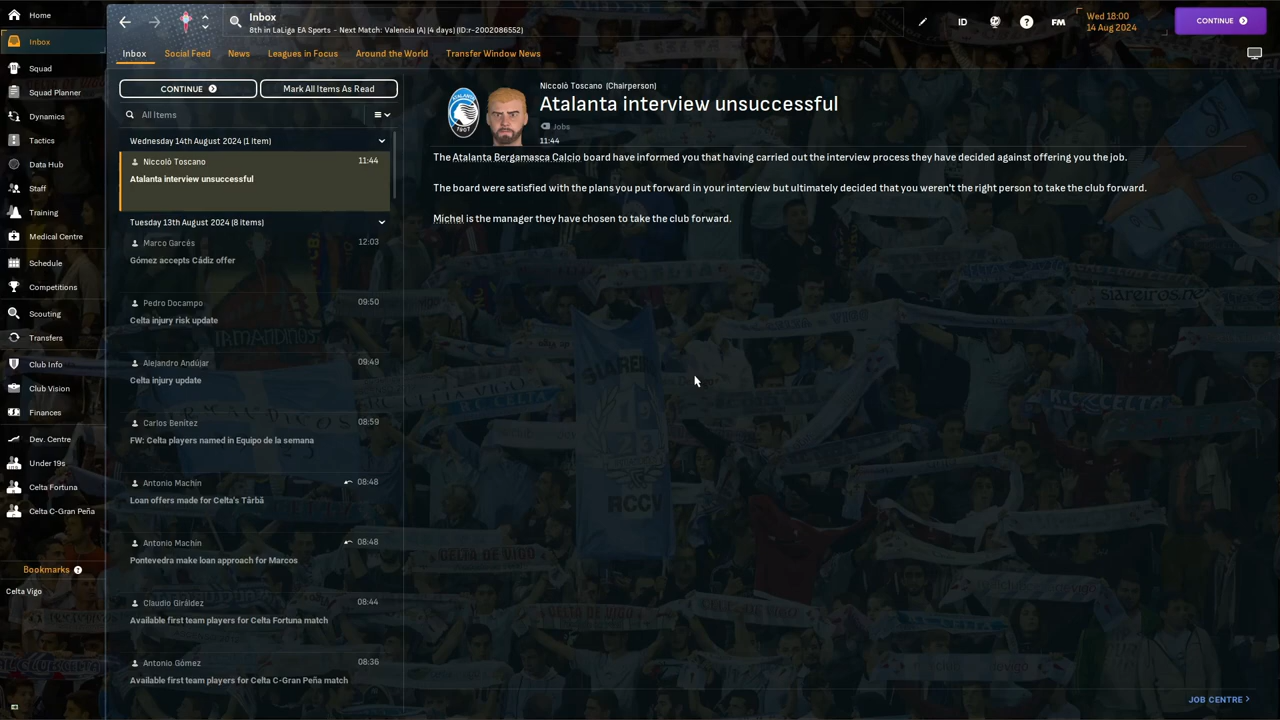 Home
Inbox
Squad
Squad Planner
Dynamics
Tactics
Data Hub
Staff
Training
Medical Centre
Schedule
Competitions
Scouting
Transfers
Club Info
Club Vision
Finances
Dev. Centre
Under 19s
Celta Fortuna
Celta C-Gran Peña
Bookmarks ?
Celta Vigo
Inbox
8th in LaLiga EA Sports - Next Match: Valencia (A) (4 days) (ID:r-2002086552)
ID
?
FM
Wed 18:00
14 Aug 2024
CONTINUE
Inbox
Social Feed
News
Leagues in Focus
Around the World
Transfer Window News
CONTINUE
Mark All Items As Read
All Items
Wednesday 14th August 2024 (1 item)
Niccolò Toscano 11:44
Atalanta interview unsuccessful
Tuesday 13th August 2024 (8 items)
Marco Garcés 12:03
Gómez accepts Cádiz offer
Pedro Docampo 09:50
Celta injury risk update
Alejandro Andújar 09:49
Celta injury update
Carlos Benítez 08:59
FW: Celta players named in Equipo de la semana
Antonio Machín 08:48
Loan offers made for Celta's Târbă
Antonio Machín 08:48
Pontevedra make loan approach for Marcos
Claudio Giráldez 08:44
Available first team players for Celta Fortuna match
Antonio Gómez 08:36
Available first team players for Celta C-Gran Peña match
ATALANTA
1907
Niccolò Toscano (Chairperson)
Atalanta interview unsuccessful
Jobs
11:44
The Atalanta Bergamasca Calcio board have informed you that having carried out the interview process they have decided against offering you the job.
The board were satisfied with the plans you put forward in your interview but ultimately decided that you weren't the right person to take the club forward.
Michel is the manager they have chosen to take the club forward.
RCCV
JOB CENTRE